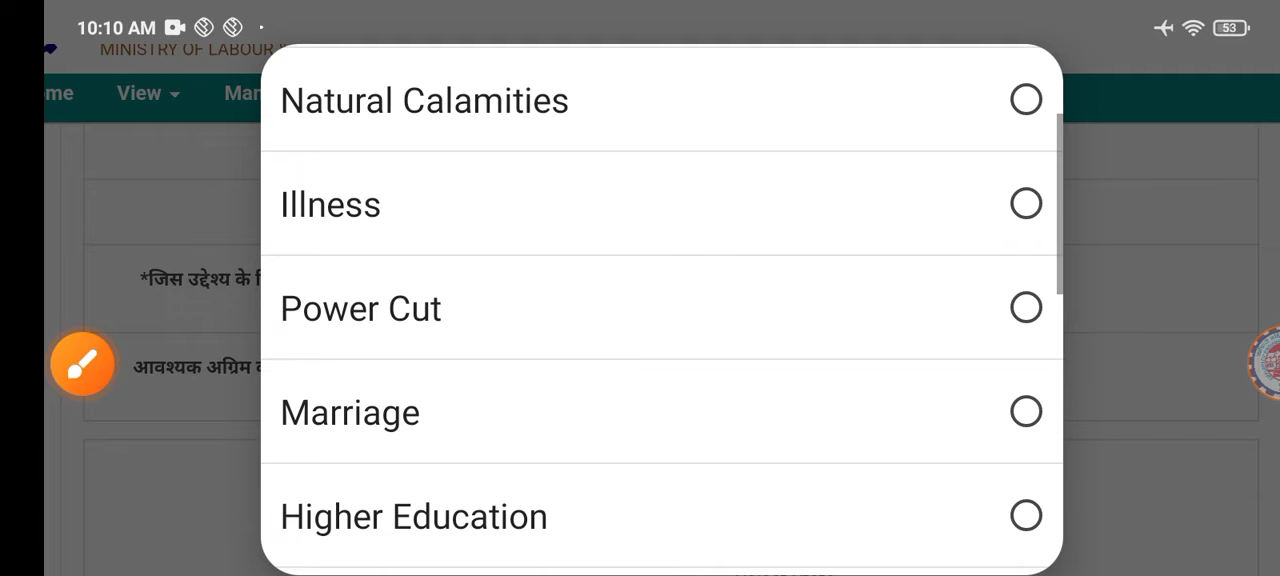 10:10 AM
53
MINISTRY OF LABOUR
me View Man
Natural Calamities
Illness
Power Cut
Marriage
Higher Education
*जिस उद्देश्य के
आवश्यक अग्रिम